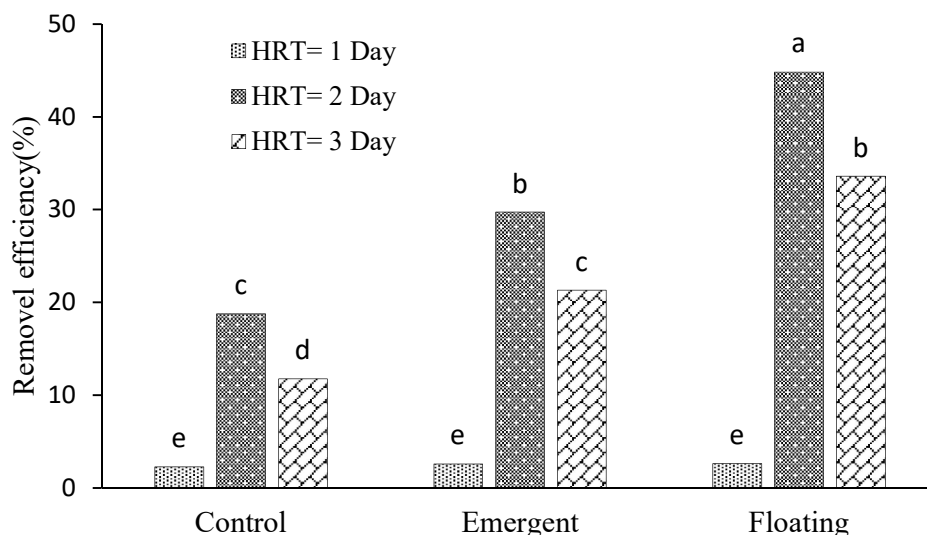 50
40
30
20
10
0
Removel efficiency(%)
HRT= 1 Day
HRT= 2 Day
HRT= 3 Day
e
c
d
e
b
c
e
a
b
Control
Emergent
Floating